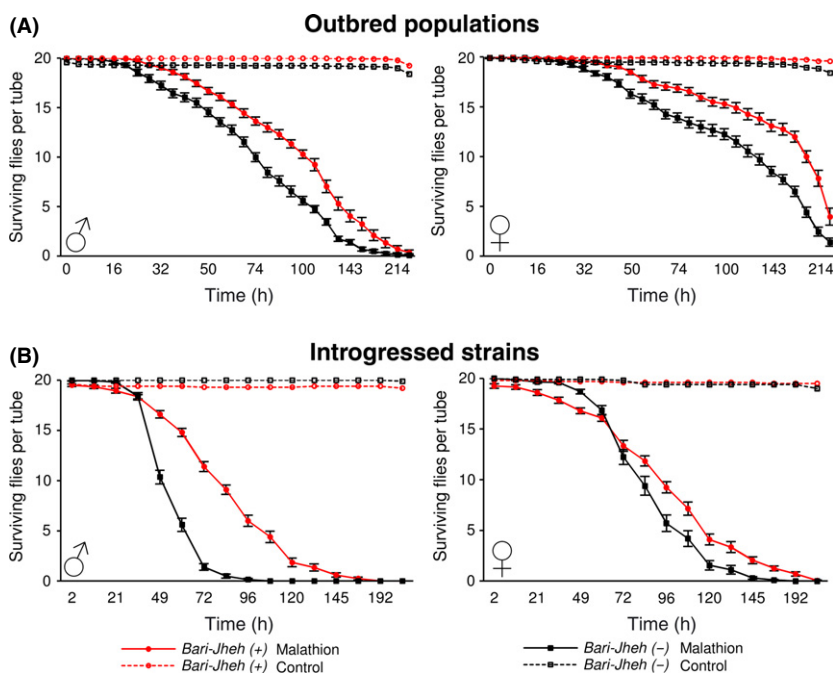 (A) Outbred populations
20
15
10
5
0
Surviving flies per tube
♂
0 16 32 50 74 100 143 214
Time (h)
20
15
10
5
0
Surviving flies per tube
♀
0 16 32 50 74 100 143 214
Time (h)
(B) Introgressed strains
20
15
10
5
0
Surviving flies per tube
♂
2 21 49 72 96 120 145 192
Time (h)
20
15
10
5
0
Surviving flies per tube
♀
2 21 49 72 96 120 145 192
Time (h)
Bari-Jheh (+) Malathion
Bari-Jheh (+) Control
Bari-Jheh (−) Malathion
Bari-Jheh (−) Control